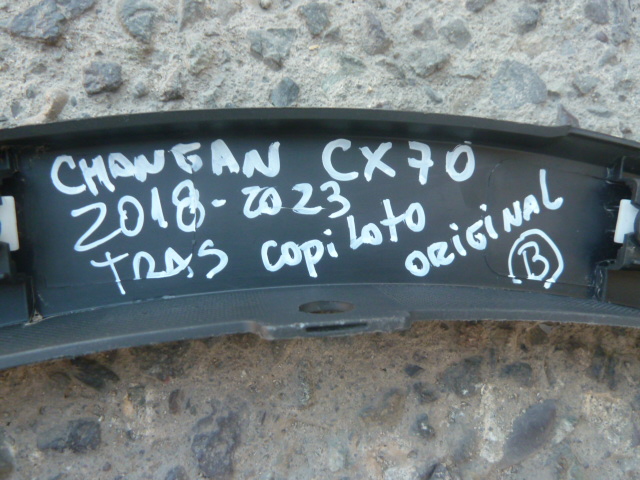 CHANGAN CX70
2018-2023
TRAS COPILOTO ORIGINAL
B